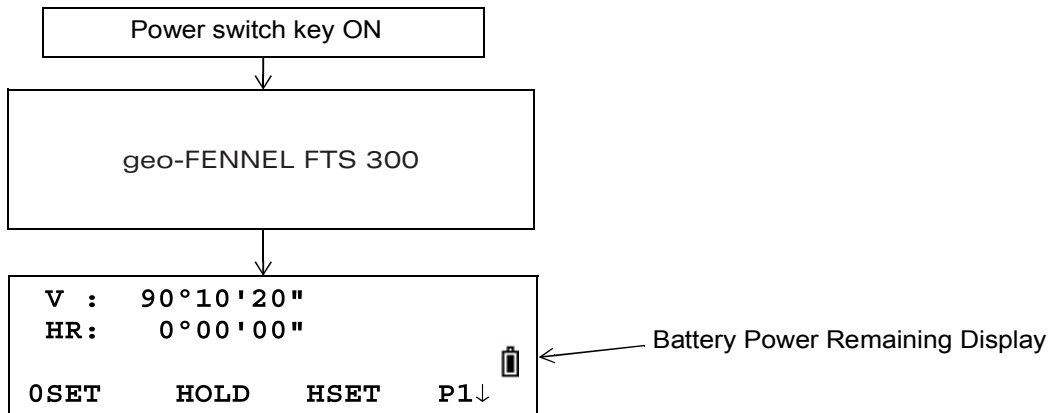 Power switch key ON
geo-FENNEL FTS 300
V : 90°10'20"
HR: 0°00'00"
Battery Power Remaining Display
0SET HOLD HSET P1↓